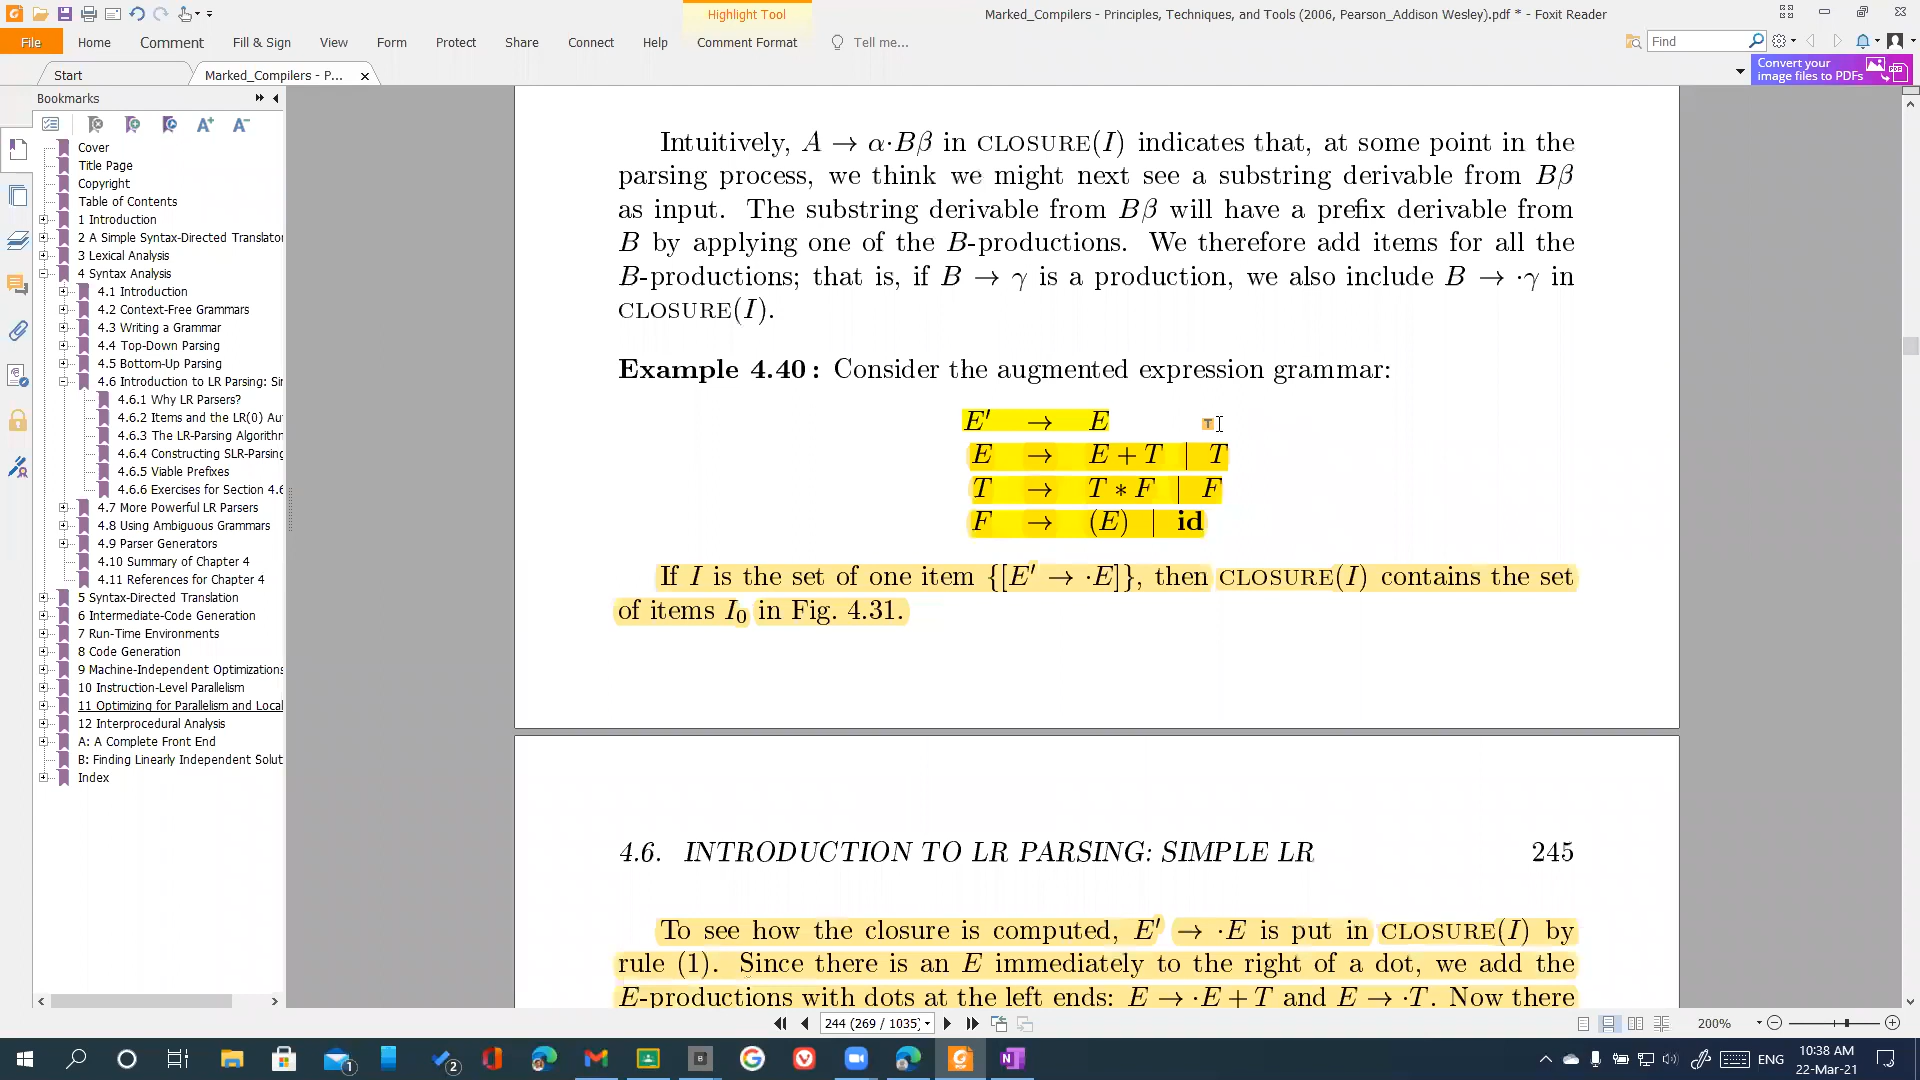 Highlight Tool
Marked_Compilers - Principles, Techniques, and Tools (2006, Pearson_Addison Wesley).pdf * - Foxit Reader
File Home Comment Fill & Sign View Form Protect Share Connect Help Comment Format Tell me... Find
Start Marked_Compilers - P...
Convert your
image files to PDFs
Bookmarks
Cover
Title Page
Copyright
Table of Contents
1 Introduction
2 A Simple Syntax-Directed Translator
3 Lexical Analysis
4 Syntax Analysis
4.1 Introduction
4.2 Context-Free Grammars
4.3 Writing a Grammar
4.4 Top-Down Parsing
4.5 Bottom-Up Parsing
4.6 Introduction to LR Parsing: Si
4.6.1 Why LR Parsers?
4.6.2 Items and the LR(0) Au
4.6.3 The LR-Parsing Algorithm
4.6.4 Constructing SLR-Parsing
4.6.5 Viable Prefixes
4.6.6 Exercises for Section 4.6
4.7 More Powerful LR Parsers
4.8 Using Ambiguous Grammars
4.9 Parser Generators
4.10 Summary of Chapter 4
4.11 References for Chapter 4
5 Syntax-Directed Translation
6 Intermediate-Code Generation
7 Run-Time Environments
8 Code Generation
9 Machine-Independent Optimizations
10 Instruction-Level Parallelism
11 Optimizing for Parallelism and Local
12 Interprocedural Analysis
A: A Complete Front End
B: Finding Linearly Independent Solut
Index
Intuitively, A → α·Bβ in CLOSURE(I) indicates that, at some point in the
parsing process, we think we might next see a substring derivable from Bβ
as input. The substring derivable from Bβ will have a prefix derivable from
B by applying one of the B-productions. We therefore add items for all the
B-productions; that is, if B → γ is a production, we also include B → ·γ in
CLOSURE(I).
Example 4.40 : Consider the augmented expression grammar:
E′ → E
E → E + T | T
T → T ∗ F | F
F → (E) | id
If I is the set of one item {[E′ → ·E]}, then CLOSURE(I) contains the set
of items I₀ in Fig. 4.31.
4.6. INTRODUCTION TO LR PARSING: SIMPLE LR 245
To see how the closure is computed, E′ → ·E is put in CLOSURE(I) by
rule (1). Since there is an E immediately to the right of a dot, we add the
E-productions with dots at the left ends: E → ·E + T and E → ·T. Now there
244 (269 / 1035) 200%
1 2 ENG 10:38 AM
22-Mar-21